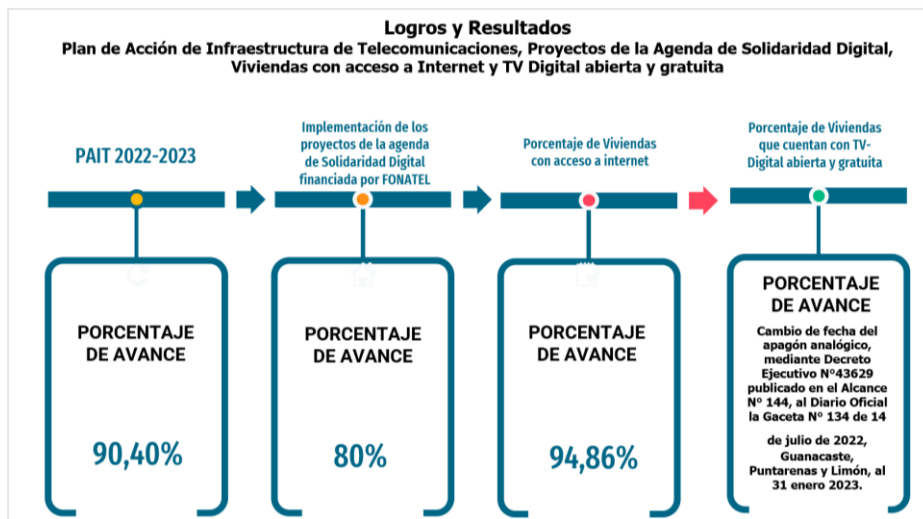 Logros y Resultados
Plan de Acción de Infraestructura de Telecomunicaciones, Proyectos de la Agenda de Solidaridad Digital,
Viviendas con acceso a Internet y TV Digital abierta y gratuita
PAIT 2022-2023
Implementación de los
proyectos de la agenda
de Solidaridad Digital
financiada por FONATEL
Porcentaje de Viviendas
con acceso a internet
Porcentaje de Viviendas
que cuentan con TV-
Digital abierta y gratuita
PORCENTAJE
DE AVANCE
90,40%
PORCENTAJE
DE AVANCE
80%
PORCENTAJE
DE AVANCE
94,86%
PORCENTAJE
DE AVANCE
Cambio de fecha del
apagón analógico,
mediante Decreto
Ejecutivo N°43629
publicado en el Alcance
N° 144, al Diario Oficial
la Gaceta N° 134 de 14
de julio de 2022,
Guanacaste,
Puntarenas y Limón, al
31 enero 2023.